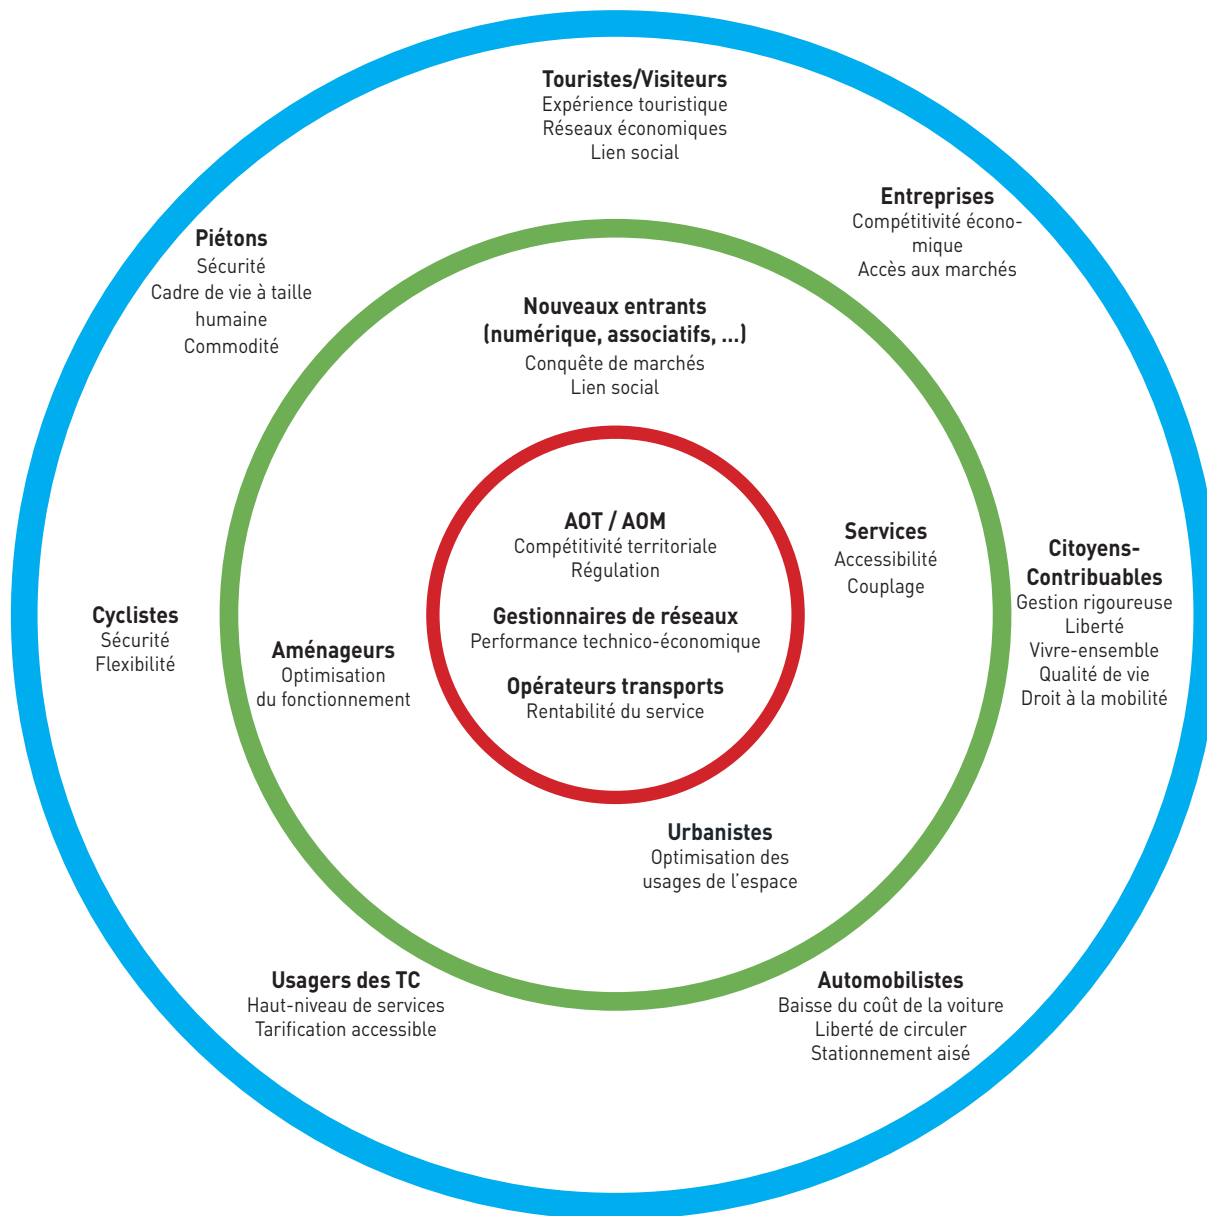 Touristes/Visiteurs
Expérience touristique
Réseaux économiques
Lien social
Entreprises
Compétitivité écono-
mique
Accès aux marchés
Piétons
Sécurité
Cadre de vie à taille
humaine
Commodité
Nouveaux entrants
(numérique, associatifs, ...)
Conquête de marchés
Lien social
AOT / AOM
Compétitivité territoriale
Régulation
Gestionnaires de réseaux
Performance technico-économique
Opérateurs transports
Rentabilité du service
Services
Accessibilité
Couplage
Citoyens-
Contribuables
Gestion rigoureuse
Liberté
Vivre-ensemble
Qualité de vie
Droit à la mobilité
Cyclistes
Sécurité
Flexibilité
Aménageurs
Optimisation
du fonctionnement
Urbanistes
Optimisation des
usages de l'espace
Usagers des TC
Haut-niveau de services
Tarification accessible
Automobilistes
Baisse du coût de la voiture
Liberté de circuler
Stationnement aisé